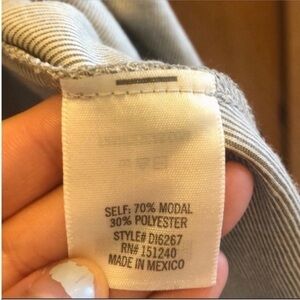 SELF: 70% MODAL
30% POLYESTER
STYLE# DI6267
RN# 151240
MADE IN MEXICO